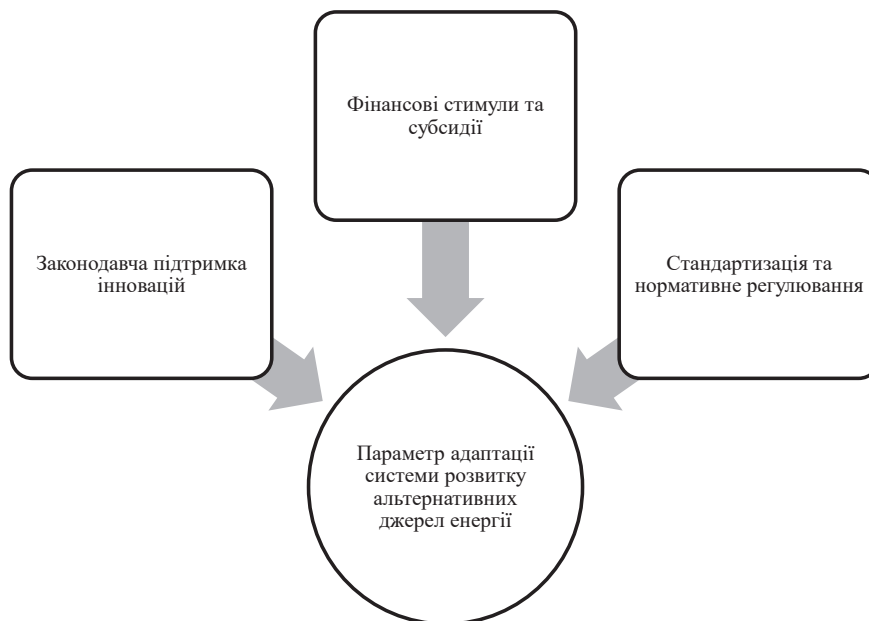 Фінансові стимули та
субсидії
Законодавча підтримка
інновацій
Стандартизація та
нормативне регулювання
Параметр адаптації
системи розвитку
альтернативних
джерел енергії